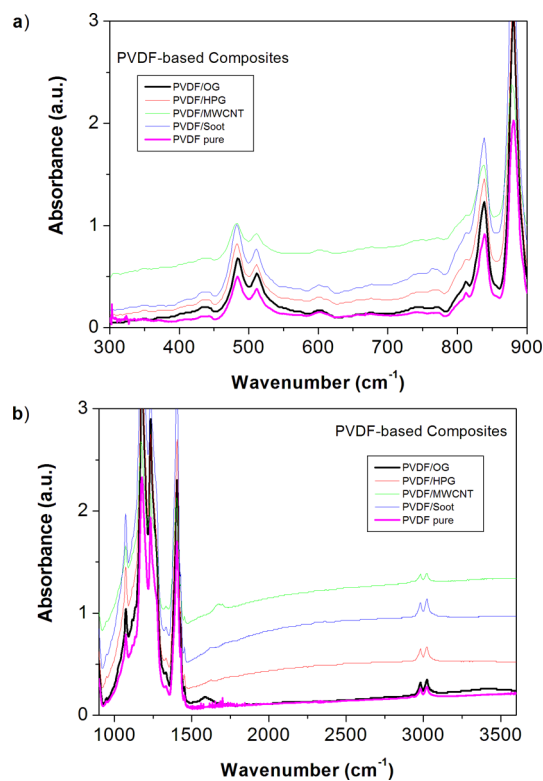 a)
PVDF-based Composites
PVDF/OG
PVDF/HPG
PVDF/MWCNT
PVDF/Soot
PVDF pure
Absorbance (a.u.)
3
2
1
0
300 400 500 600 700 800 900
Wavenumber (cm⁻¹)
b)
PVDF-based Composites
PVDF/OG
PVDF/HPG
PVDF/MWCNT
PVDF/Soot
PVDF pure
Absorbance (a.u.)
3
2
1
0
1000 1500 2000 2500 3000 3500
Wavenumber (cm⁻¹)